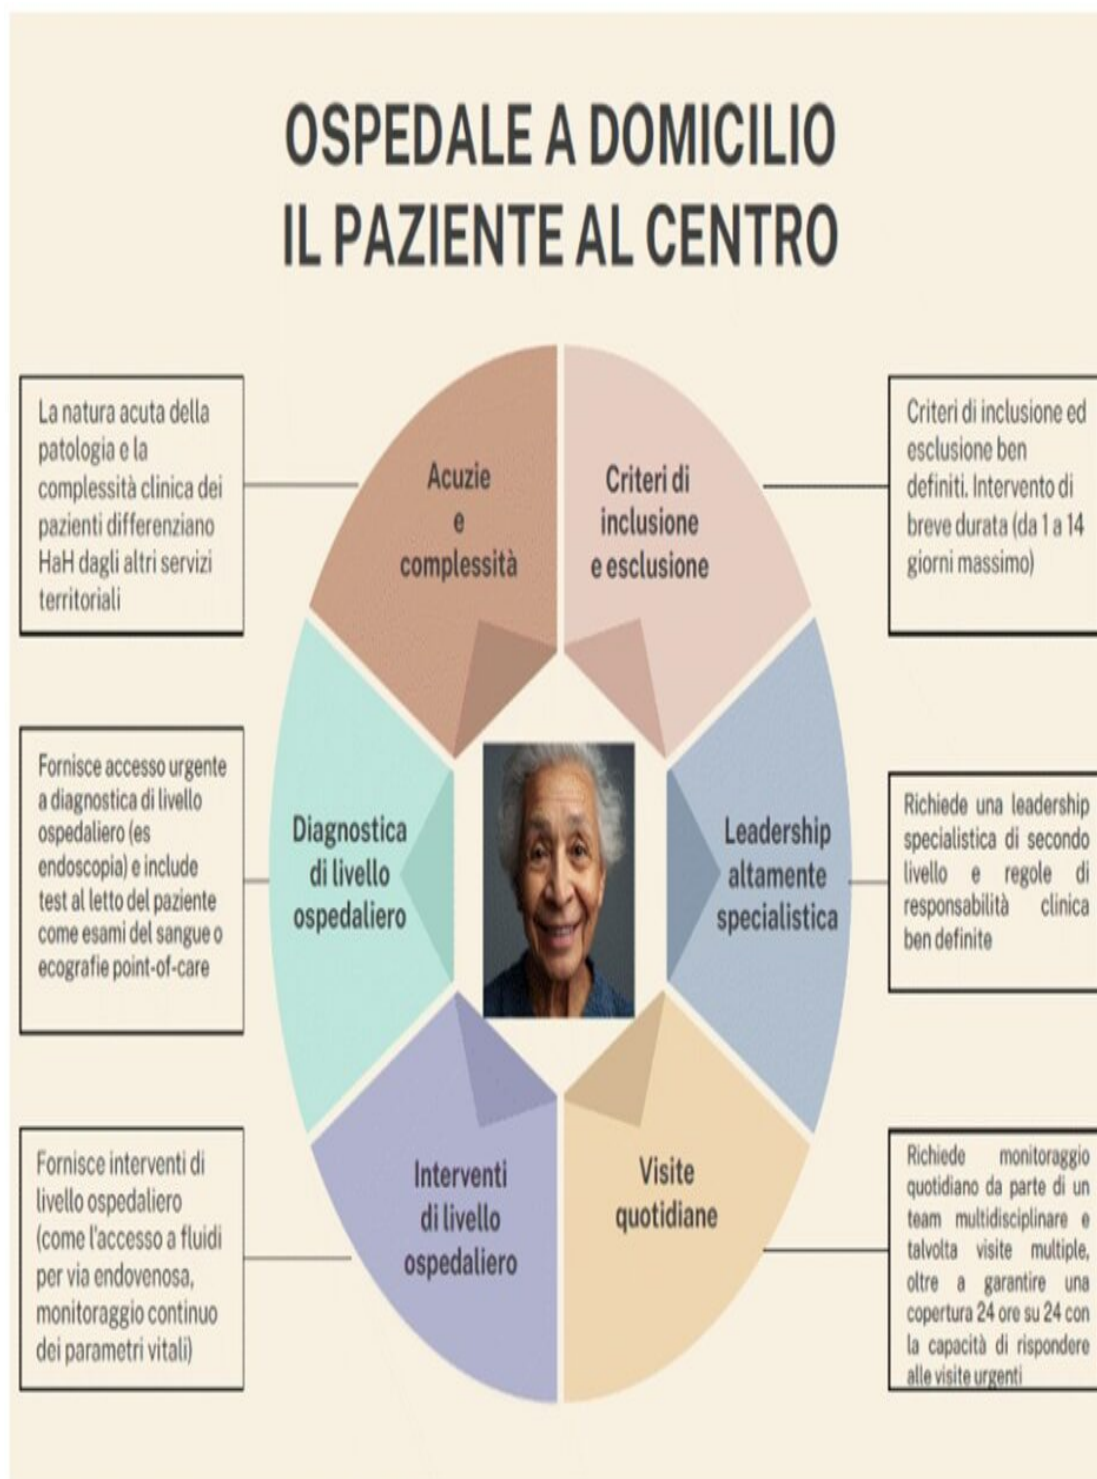 OSPEDALE A DOMICILIO
IL PAZIENTE AL CENTRO
La natura acuta della
patologia e la
complessità clinica dei
pazienti differenziano
HaH dagli altri servizi
territoriali
Acuzie
e
complessità
Criteri di
inclusione
e esclusione
Criteri di inclusione ed
esclusione ben
definiti. Intervento di
breve durata (da 1 a 14
giorni massimo)
Fornisce accesso urgente
a diagnostica di livello
ospedaliero (es
endoscopia) e include
test al letto del paziente
come esami del sangue o
ecografie point-of-care
Diagnostica
di livello
ospedaliero
Leadership
altamente
specialistica
Richiede una leadership
specialistica di secondo
livello e regole di
responsabilità clinica
ben definite
Fornisce interventi di
livello ospedaliero
(come l'accesso a fluidi
per via endovenosa,
monitoraggio continuo
dei parametri vitali)
Interventi
di livello
ospedaliero
Visite
quotidiane
Richiede monitoraggio
quotidiano da parte di un
team multidisciplinare e
talvolta visite multiple,
oltre a garantire una
copertura 24 ore su 24 con
la capacità di rispondere
alle visite urgenti